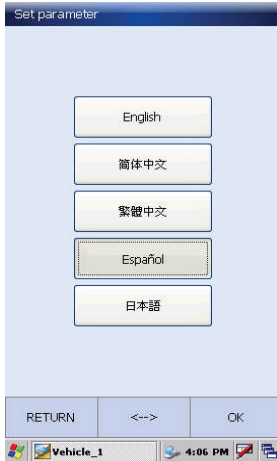 Set parameter
English
简体中文
繁體中文
Español
日本語
RETURN <--> OK
Vehicle_1 4:06 PM